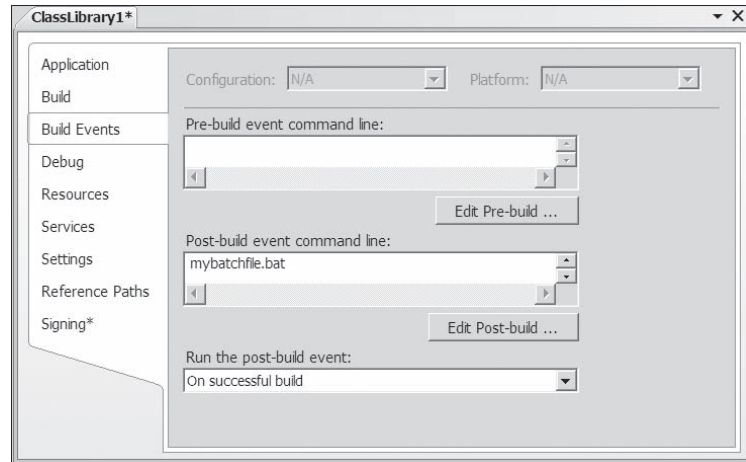 ClassLibrary1*
Application
Build
Build Events
Debug
Resources
Services
Settings
Reference Paths
Signing*
Configuration: N/A Platform: N/A
Pre-build event command line:
Edit Pre-build ...
Post-build event command line:
mybatchfile.bat
Edit Post-build ...
Run the post-build event:
On successful build